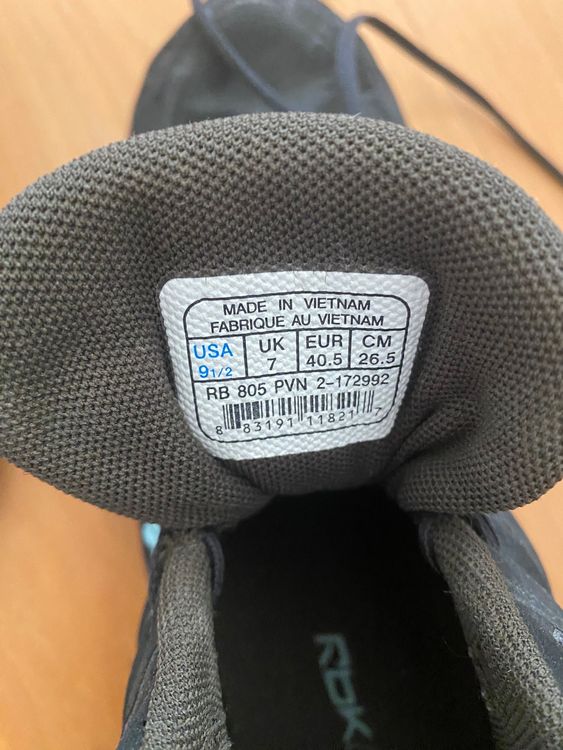 MADE IN VIETNAM
FABRIQUE AU VIETNAM
USA UK EUR CM
9 1/2 7 40.5 26.5
RB 805 PVN 2-172992
8 83191 11821 7
RbK